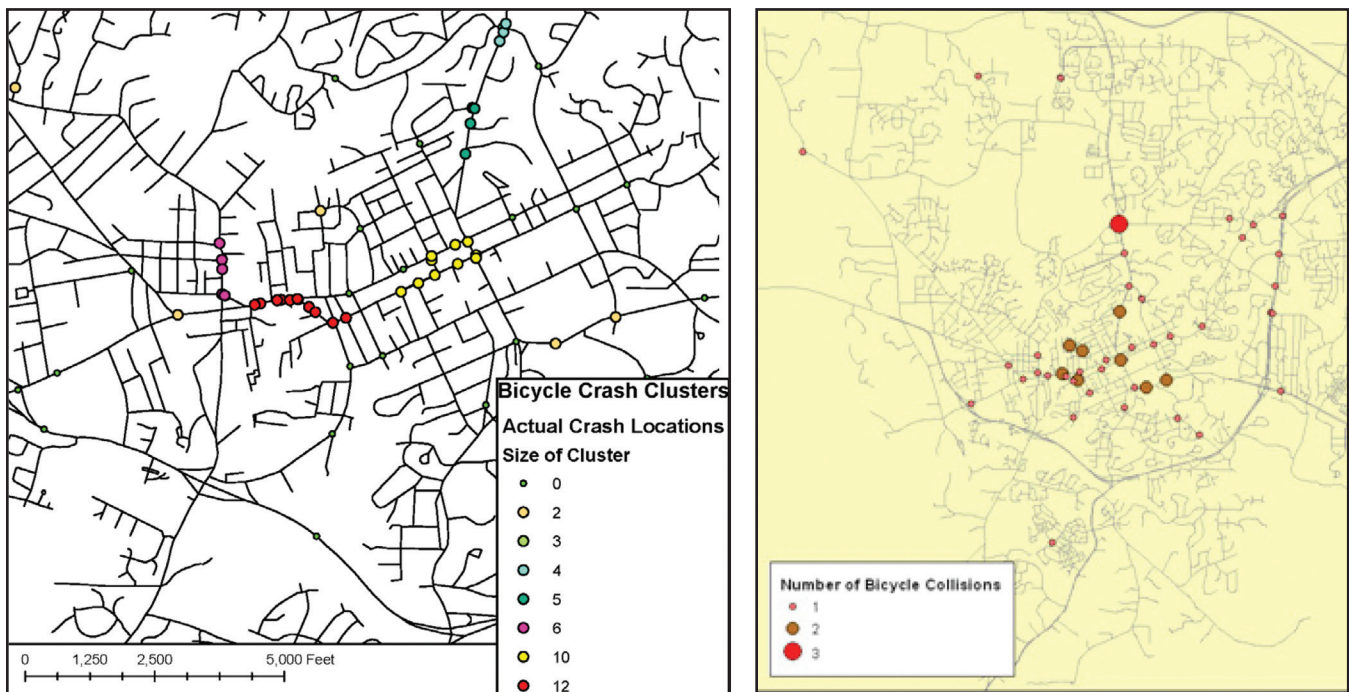 Bicycle Crash Clusters
Actual Crash Locations
Size of Cluster
0
2
3
4
5
6
10
12
0 1,250 2,500 5,000 Feet
Number of Bicycle Collisions
1
2
3